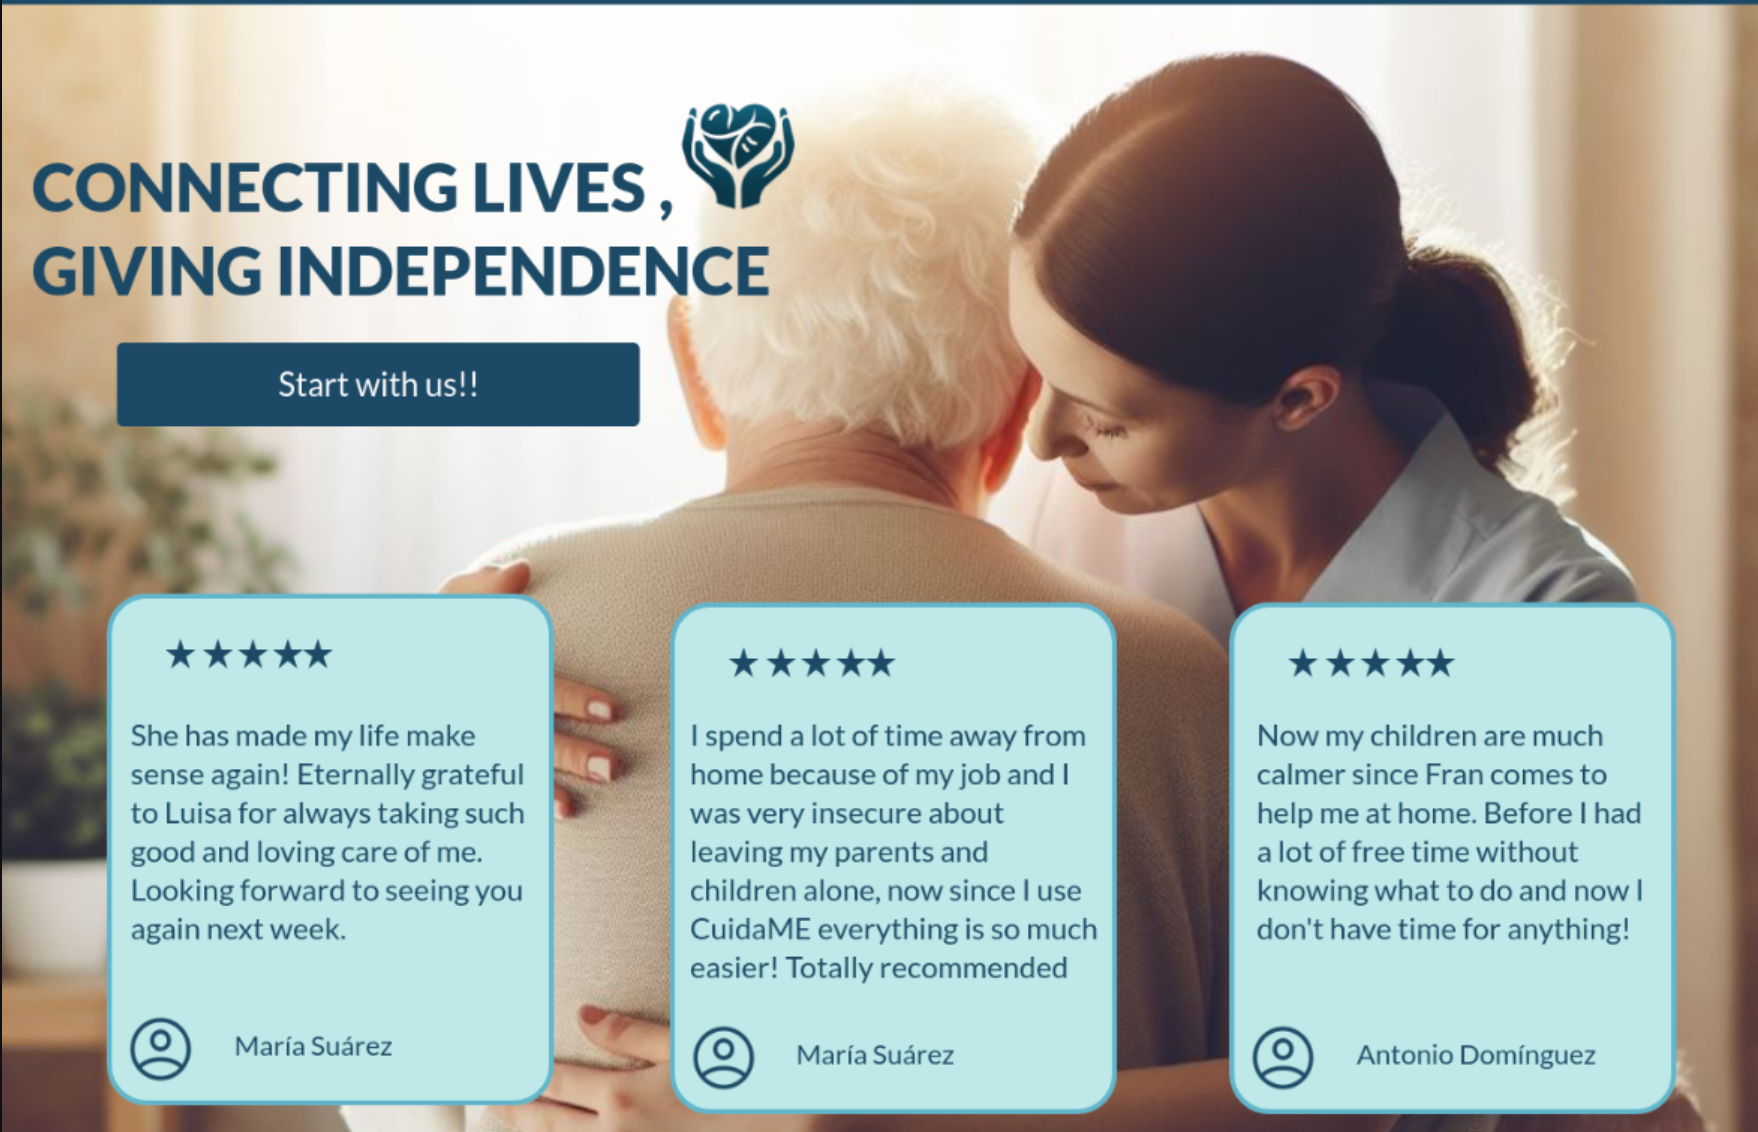 CONNECTING LIVES ,
GIVING INDEPENDENCE
Start with us!!
★★★★★
She has made my life make
sense again! Eternally grateful
to Luisa for always taking such
good and loving care of me.
Looking forward to seeing you
again next week.
María Suárez
★★★★★
I spend a lot of time away from
home because of my job and I
was very insecure about
leaving my parents and
children alone, now since I use
CuidaME everything is so much
easier! Totally recommended
María Suárez
★★★★★
Now my children are much
calmer since Fran comes to
help me at home. Before I had
a lot of free time without
knowing what to do and now I
don't have time for anything!
Antonio Domínguez